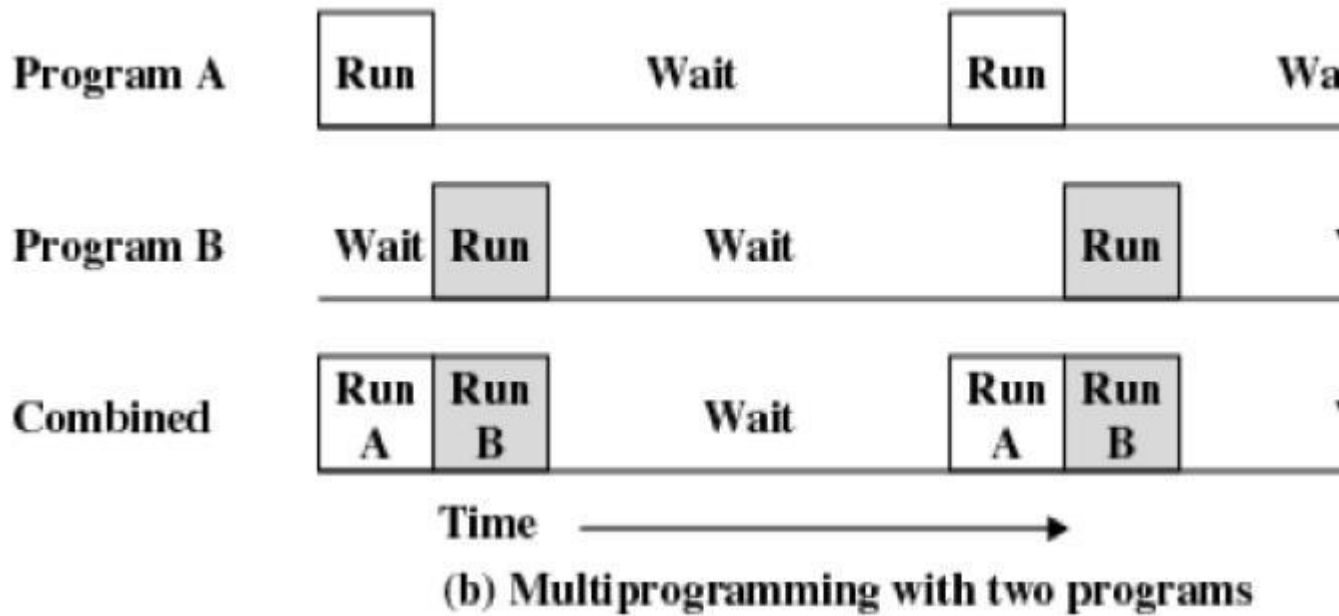 Program A Run Wait Run Wa
Program B Wait Run Wait Run
Combined Run A Run B Wait Run A Run B
Time
(b) Multiprogramming with two programs